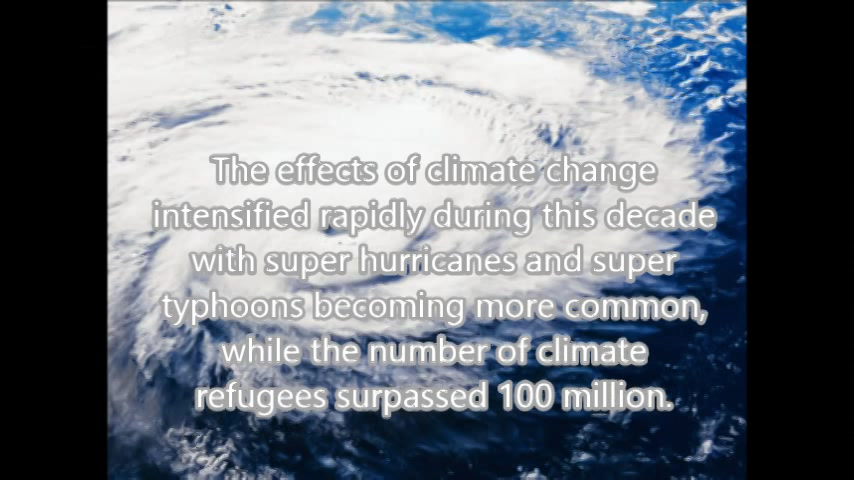 The effects of climate change
intensified rapidly during this decade
with super hurricanes and super
typhoons becoming more common,
while the number of climate
refugees surpassed 100 million.